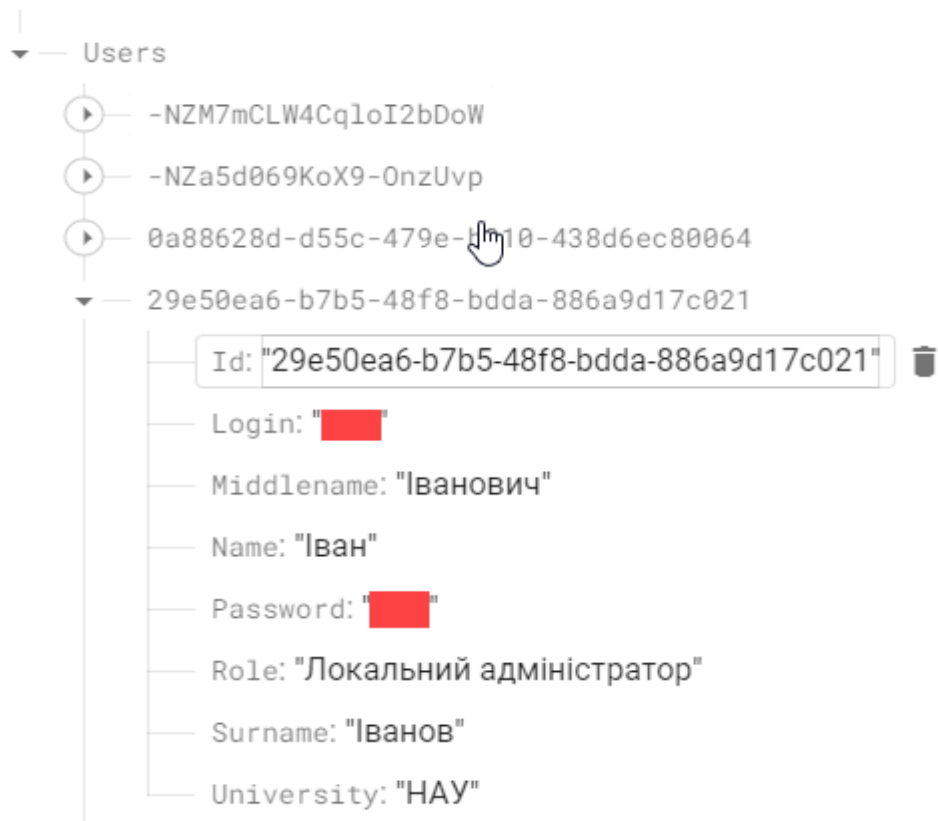 Users
-NZM7mCLW4CqloI2bDoW
-NZa5d069KoX9-OnzUvp
0a88628d-d55c-479e- 10-438d6ec80064
29e50ea6-b7b5-48f8-bdda-886a9d17c021
Id: "29e50ea6-b7b5-48f8-bdda-886a9d17c021"
Login: " "
Middlename: "Іванович"
Name: "Іван"
Password: " "
Role: "Локальний адміністратор"
Surname: "Іванов"
University: "НАУ"